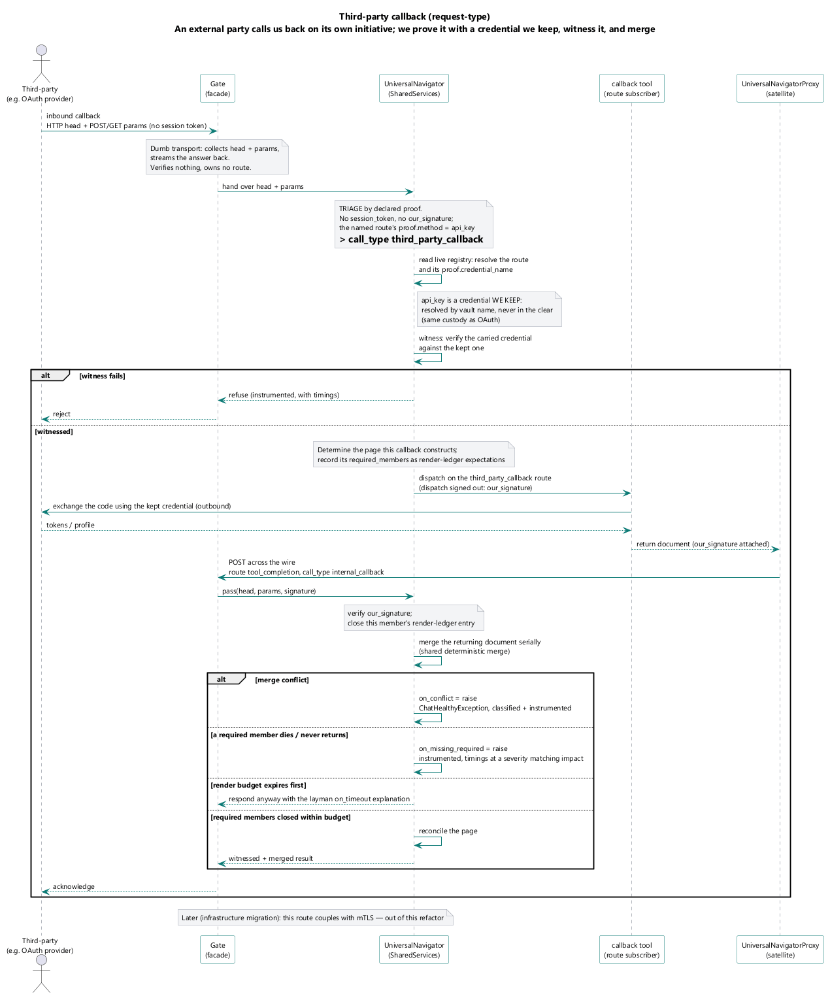 Third-party callback (request-type)
An external party calls us back on its own initiative; we prove it with a credential we keep, witness it, and merge
Third-party
(e.g. OAuth provider)
Gate
(facade)
UniversalNavigator
(SharedServices)
callback tool
(route subscriber)
UniversalNavigatorProxy
(satellite)
inbound callback
HTTP head + POST/GET params (no session token)
Dumb transport: collects head + params,
streams the answer back.
Verifies nothing, owns no route.
hand over head + params
TRIAGE by declared proof.
No session_token, no our_signature;
the named route's proof.method = api_key
> call_type third_party_callback
read live registry: resolve the route
and its proof.credential_name
api_key is a credential WE KEEP:
resolved by vault name, never in the clear
(same custody as OAuth)
witness: verify the carried credential
against the kept one
alt
[witness fails]
refuse (instrumented, with timings)
reject
[witnessed]
Determine the page this callback constructs;
record its required_members as render-ledger expectations
dispatch on the third_party_callback route
(dispatch signed out: our_signature)
exchange the code using the kept credential (outbound)
tokens / profile
return document (our_signature attached)
POST across the wire
route tool_completion, call_type internal_callback
pass(head, params, signature)
verify our_signature;
close this member's render-ledger entry
merge the returning document serially
(shared deterministic merge)
alt
[merge conflict]
on_conflict = raise
ChatHealthyException, classified + instrumented
[a required member dies / never returns]
on_missing_required = raise
instrumented, timings at a severity matching impact
[render budget expires first]
respond anyway with the layman on_timeout explanation
[required members closed within budget]
reconcile the page
witnessed + merged result
acknowledge
Later (infrastructure migration): this route couples with mTLS — out of this refactor
Third-party
(e.g. OAuth provider)
Gate
(facade)
UniversalNavigator
(SharedServices)
callback tool
(route subscriber)
UniversalNavigatorProxy
(satellite)